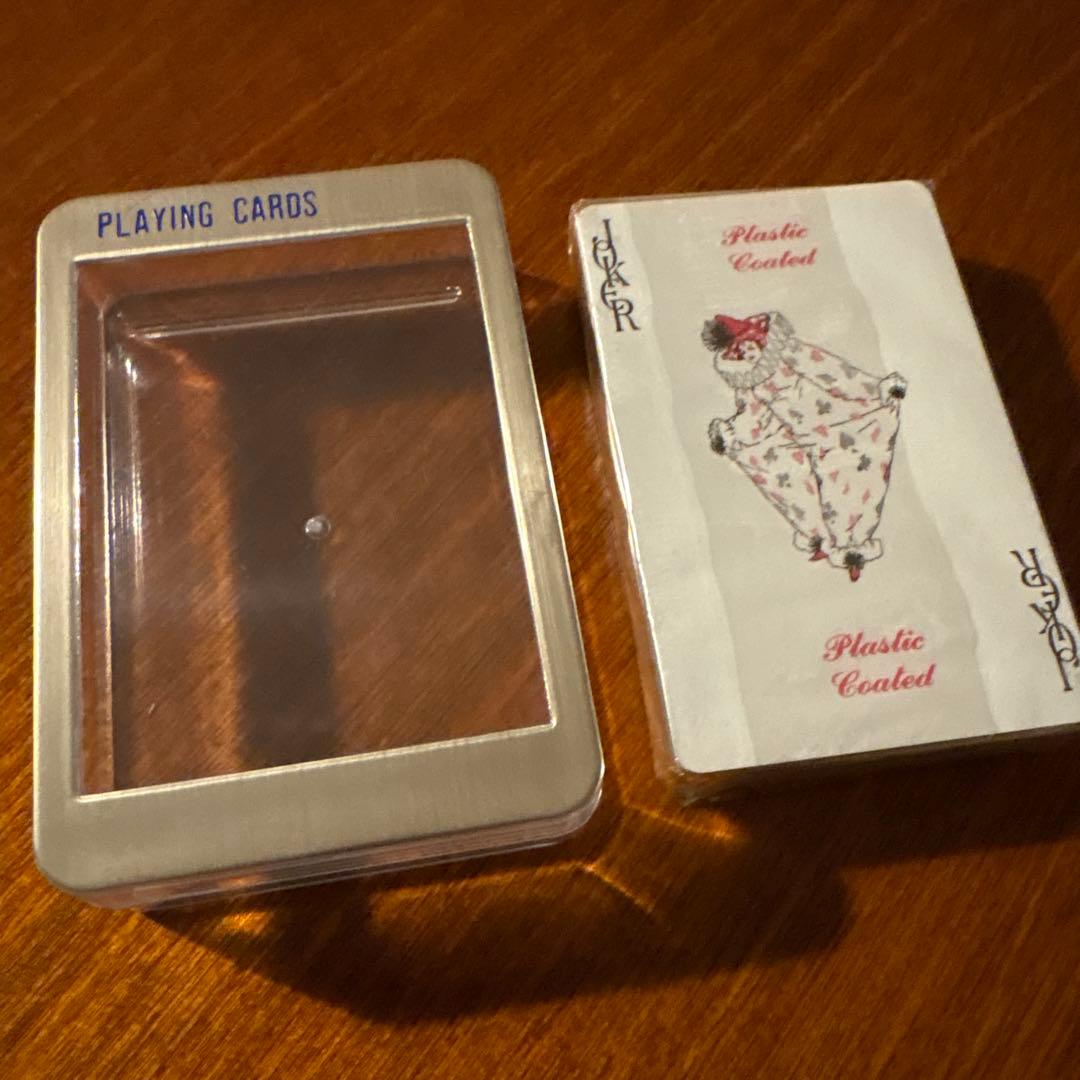 PLAYING CARDS
JOKER
Plastic
Coated
Plastic
Coated
JOKER